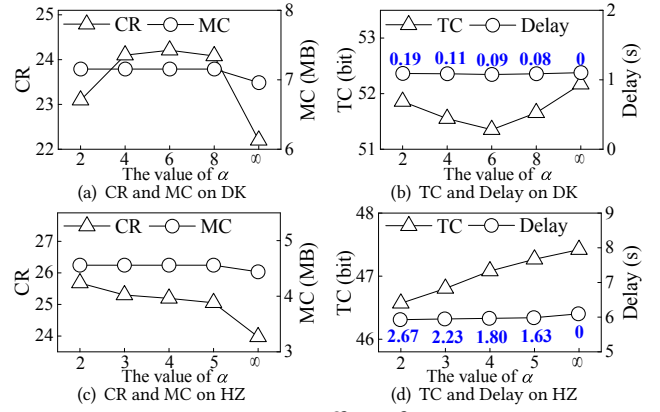 CR MC
TC Delay
25
24
23
22
CR
8
7
6
MC (MB)
2 4 6 8 ∞
The value of α
(a) CR and MC on DK
53
52
51
TC (bit)
0.19 0.11 0.09 0.08 0
2
1
0
Delay (s)
2 4 6 8 ∞
The value of α
(b) TC and Delay on DK
CR MC
27
26
25
24
CR
5
4
3
MC (MB)
2 3 4 5 ∞
The value of α
(c) CR and MC on HZ
TC Delay
48
47
46
TC (bit)
2.67 2.23 1.80 1.63 0
9
8
7
6
5
Delay (s)
2 3 4 5 ∞
The value of α
(d) TC and Delay on HZ